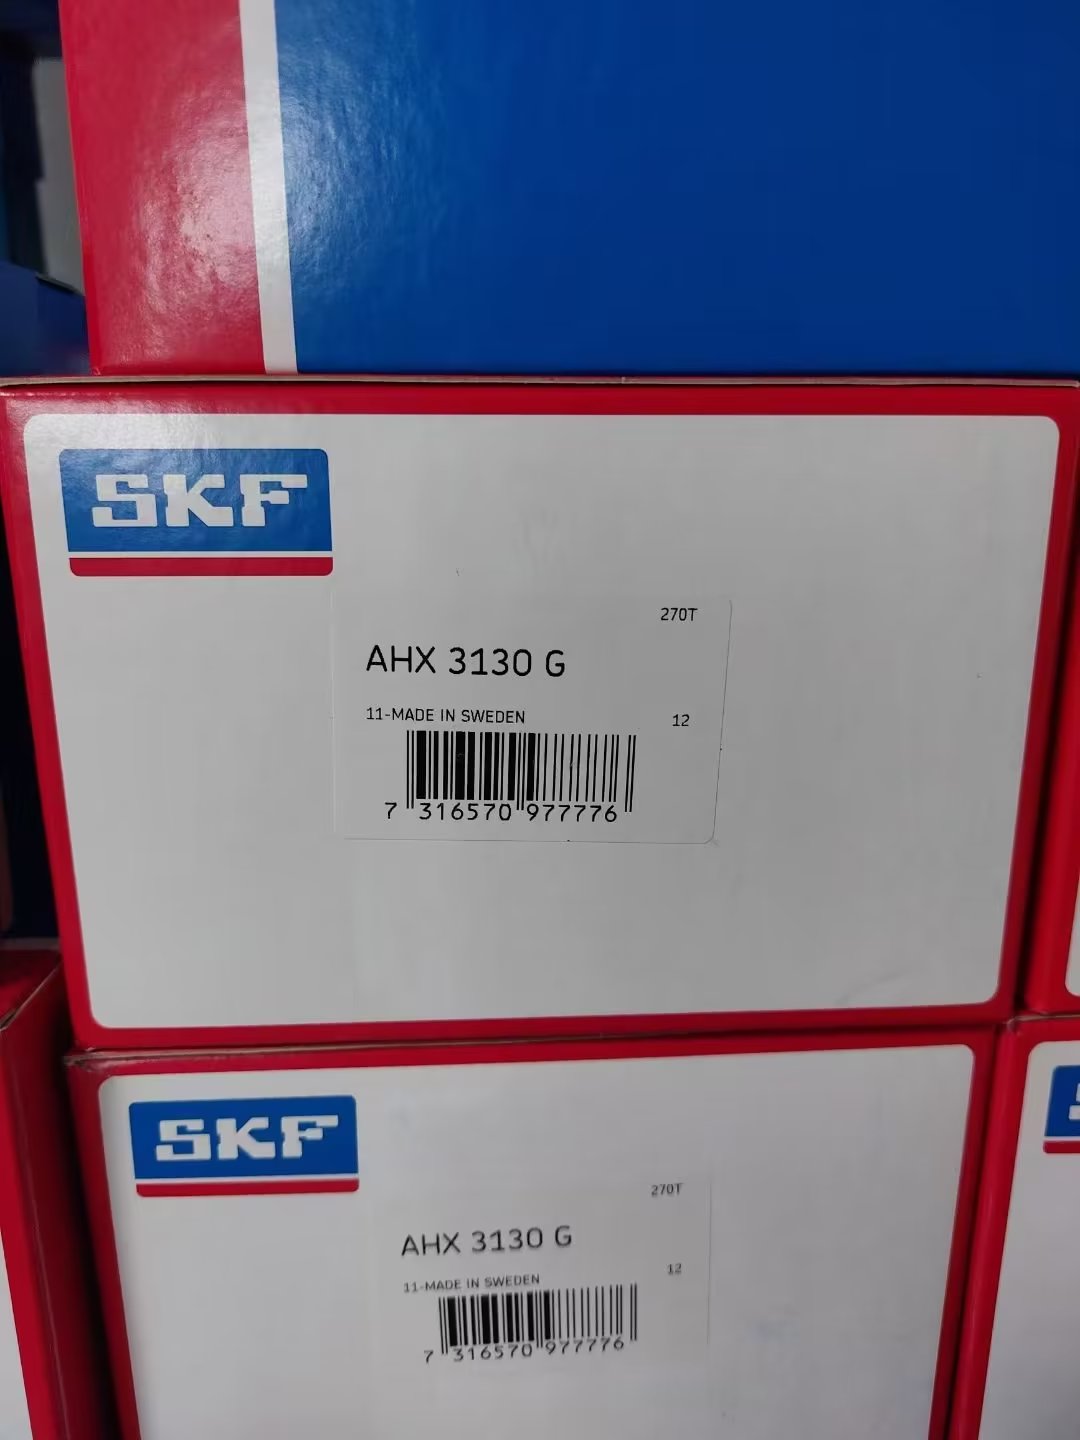 SKF
270T
AHX 3130 G
11-MADE IN SWEDEN
12
7 316570 977776
SKF
270T
AHX 3130 G
11-MADE IN SWEDEN
12
7 316570 977776